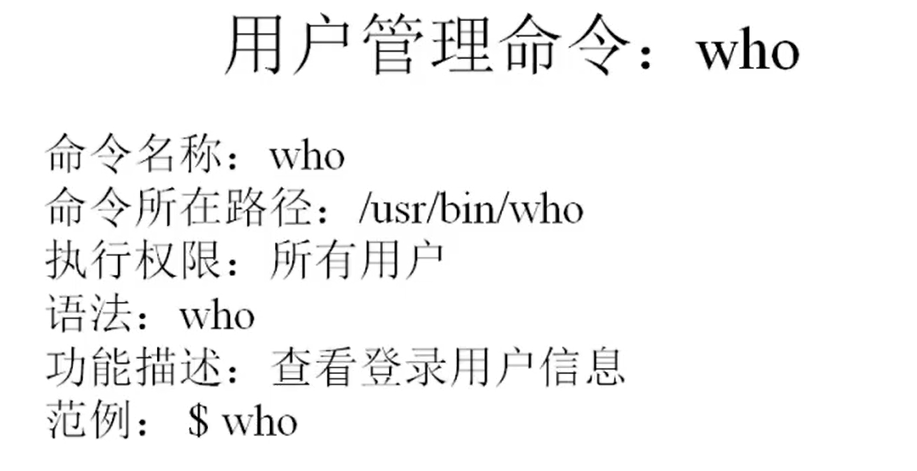 用户管理命令：who
命令名称：who
命令所在路径：/usr/bin/who
执行权限：所有用户
语法：who
功能描述：查看登录用户信息
范例： $ who